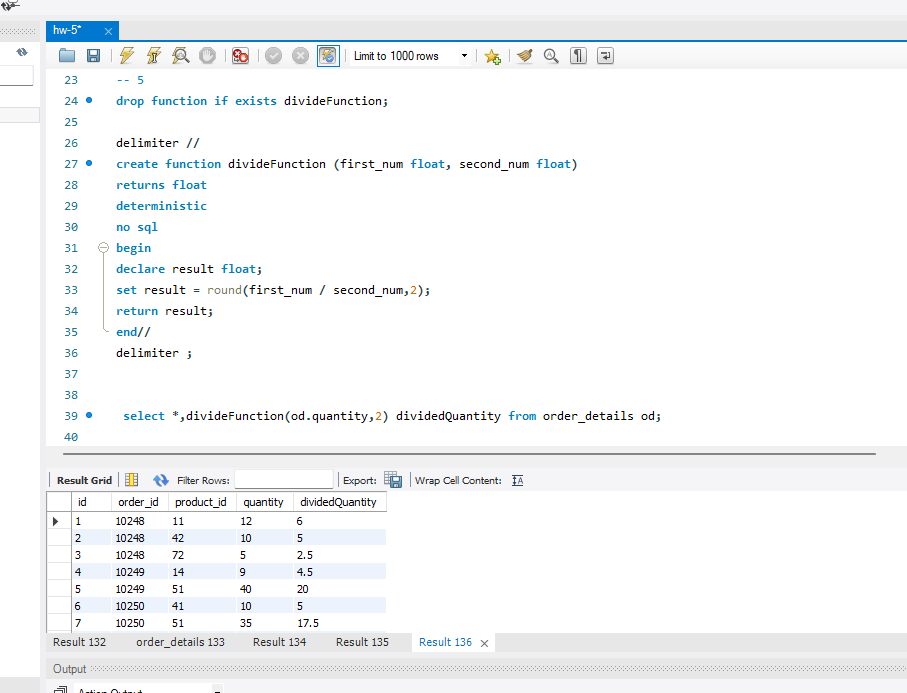 hw-5*
Limit to 1000 rows
23 -- 5
24 drop function if exists divideFunction;
25
26 delimiter //
27 create function divideFunction (first_num float, second_num float)
28 returns float
29 deterministic
30 no sql
31 begin
32 declare result float;
33 set result = round(first_num / second_num,2);
34 return result;
35 end//
36 delimiter ;
37
38
39 select *,divideFunction(od.quantity,2) dividedQuantity from order_details od;
40
Result Grid Filter Rows: Export: Wrap Cell Content:
id order_id product_id quantity dividedQuantity
1 10248 11 12 6
2 10248 42 10 5
3 10248 72 5 2.5
4 10249 14 9 4.5
5 10249 51 40 20
6 10250 41 10 5
7 10250 51 35 17.5
Result 132 order_details 133 Result 134 Result 135 Result 136
Output
Action Output